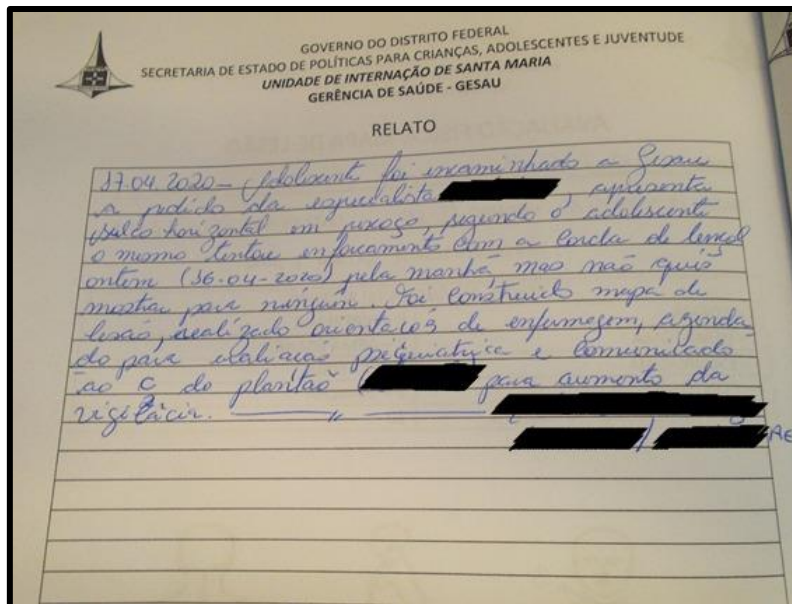 GOVERNO DO DISTRITO FEDERAL
SECRETARIA DE ESTADO DE POLÍTICAS PARA CRIANÇAS, ADOLESCENTES E JUVENTUDE
UNIDADE DE INTERNAÇÃO DE SANTA MARIA
GERÊNCIA DE SAÚDE - GESAU
RELATO
17.04.2020 - Adolescente foi encaminhado a Gesau
a pedido da especialista, apresenta
sulco horizontal em pescoço, segundo o adolescente
o mesmo tentou enforcamento com a corda de lençol
ontem (16-04-2020) pela manhã, mas não quis
mostrar para ninguém. Foi construído mapa de
lesão, realizado orientações de enfermagem, agenda
do para avaliação psiquiátrica e comunicado
ao do plantão ( para aumento da
vigilância.